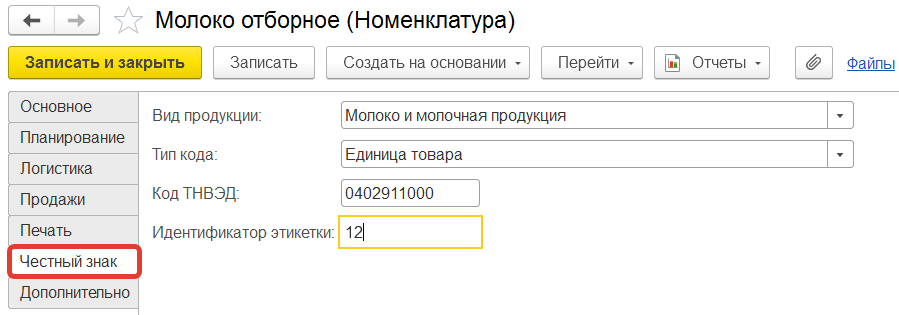 Молоко отборное (Номенклатура)
Записать и закрыть Записать Создать на основании Перейти Отчеты Файлы
Основное
Планирование
Логистика
Продажи
Печать
Честный знак
Дополнительно
Вид продукции: Молоко и молочная продукция
Тип кода: Единица товара
Код ТНВЭД: 0402911000
Идентификатор этикетки: 12